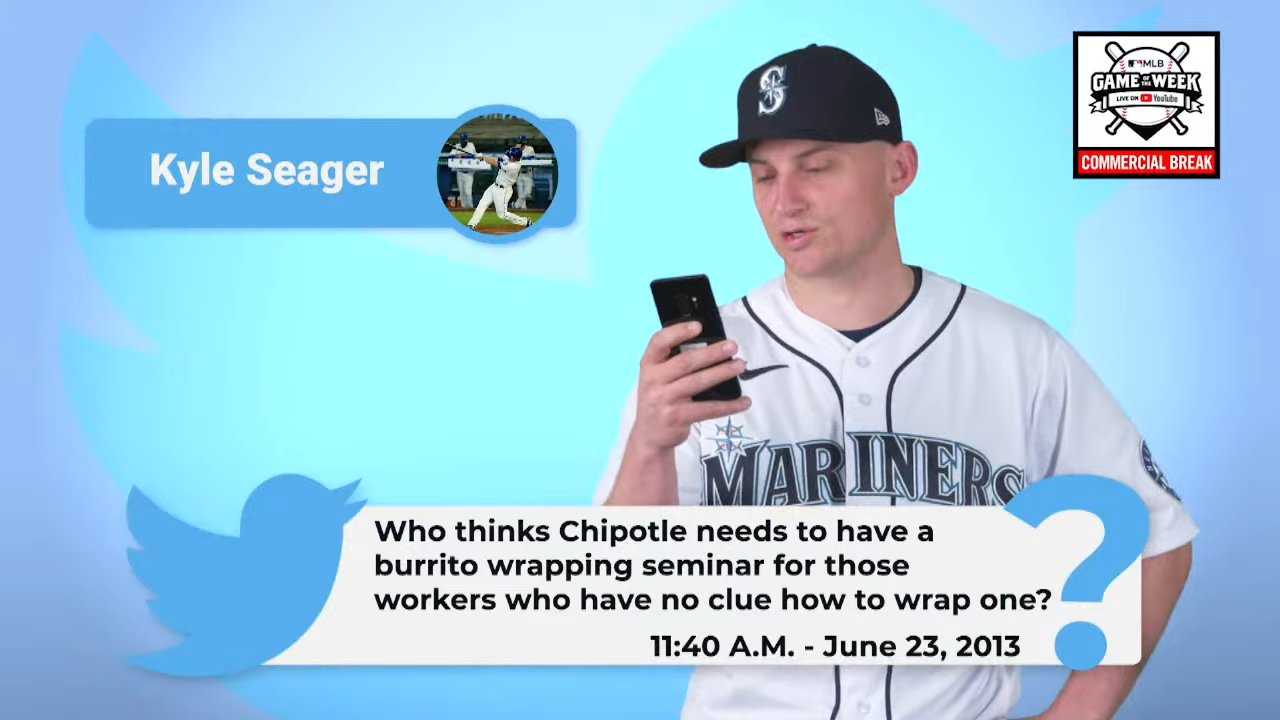 MLB
GAME OF THE WEEK
LIVE ON YouTube
COMMERCIAL BREAK
Kyle Seager
S
MARINERS
Who thinks Chipotle needs to have a
burrito wrapping seminar for those
workers who have no clue how to wrap one?
11:40 A.M. - June 23, 2013
?